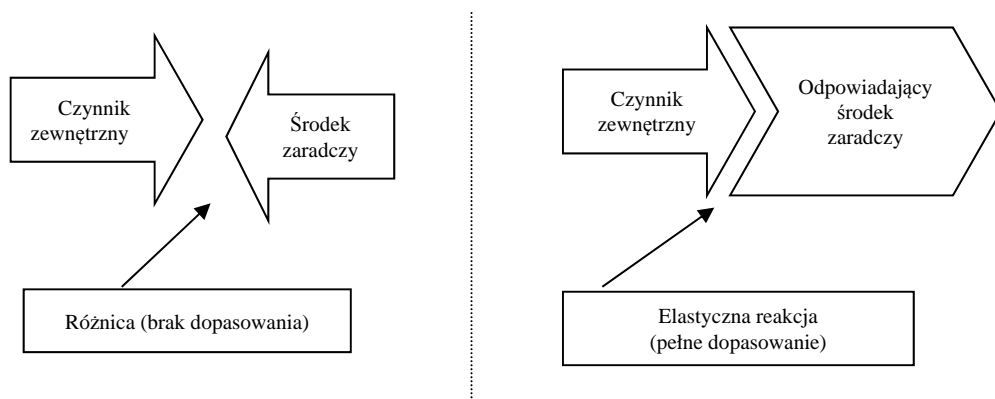 Czynnik
zewnętrzny
Środek
zaradczy
Różnica (brak dopasowania)
Czynnik
zewnętrzny
Odpowiadający
środek
zaradczy
Elastyczna reakcja
(pełne dopasowanie)